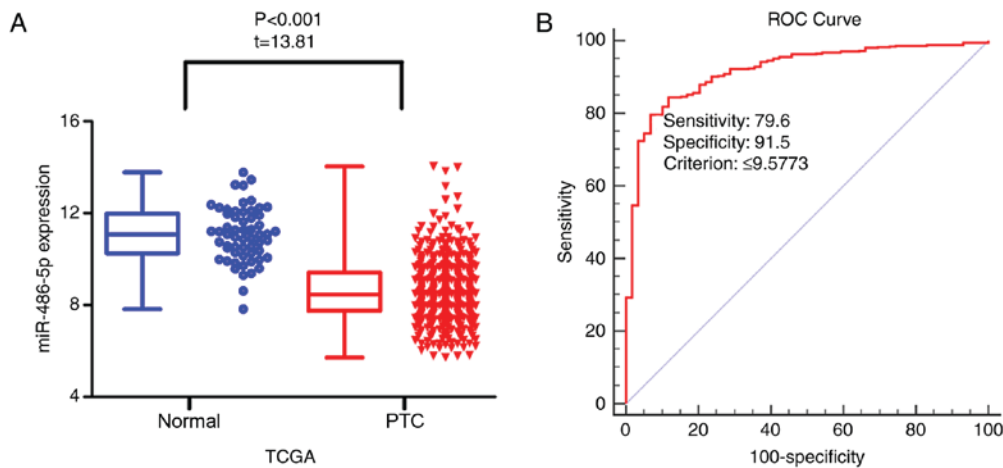 A
P<0.001
t=13.81
16
12
8
4
miR-486-5p expression
Normal
PTC
TCGA
B
ROC Curve
100
80
60
40
20
0
Sensitivity
Sensitivity: 79.6
Specificity: 91.5
Criterion: ≤9.5773
0 20 40 60 80 100
100-specificity